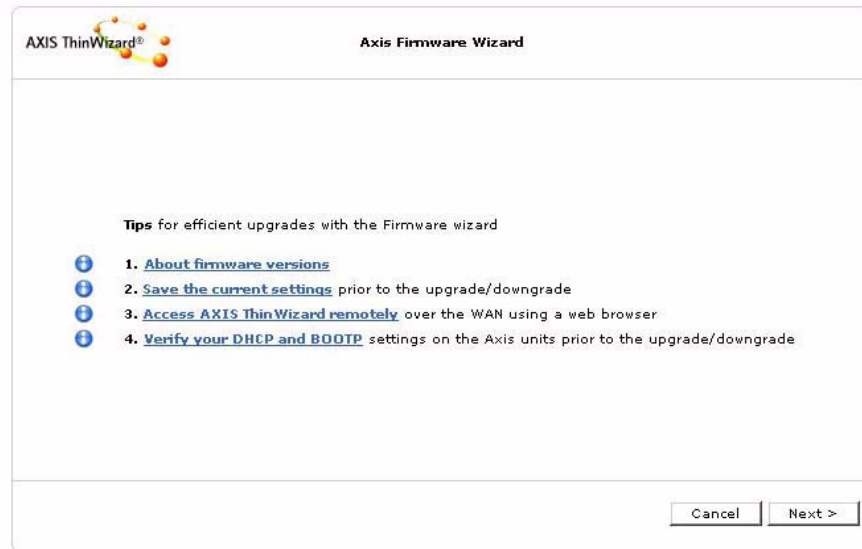 AXIS ThinWizard®
Axis Firmware Wizard
Tips for efficient upgrades with the Firmware wizard
1. About firmware versions
2. Save the current settings prior to the upgrade/downgrade
3. Access AXIS ThinWizard remotely over the WAN using a web browser
4. Verify your DHCP and BOOTP settings on the Axis units prior to the upgrade/downgrade
Cancel
Next >